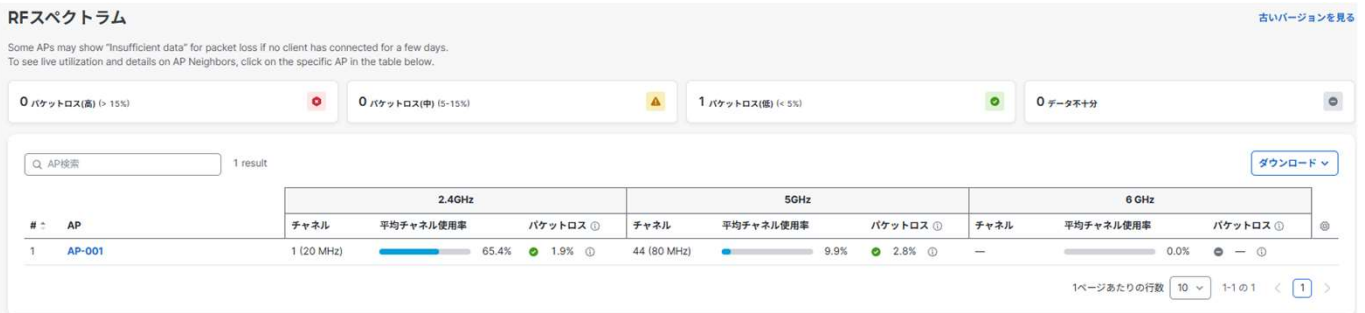 RFスペクトラム
古いバージョンを見る
Some APs may show "Insufficient data" for packet loss if no client has connected for a few days.
To see live utilization and details on AP Neighbors, click on the specific AP in the table below.
0 パケットロス(高) (> 15%)
0 パケットロス(中) (5-15%)
1 パケットロス(低) (< 5%)
0 データ不十分
AP検索
1 result
ダウンロード
2.4GHz 5GHz 6 GHz
# AP チャネル 平均チャネル使用率 パケットロス チャネル 平均チャネル使用率 パケットロス チャネル 平均チャネル使用率 パケットロス
1 AP-001 1 (20 MHz) 65.4% 1.9% 44 (80 MHz) 9.9% 2.8% — 0.0% —
1ページあたりの行数 10 1-1 の 1 < 1 >